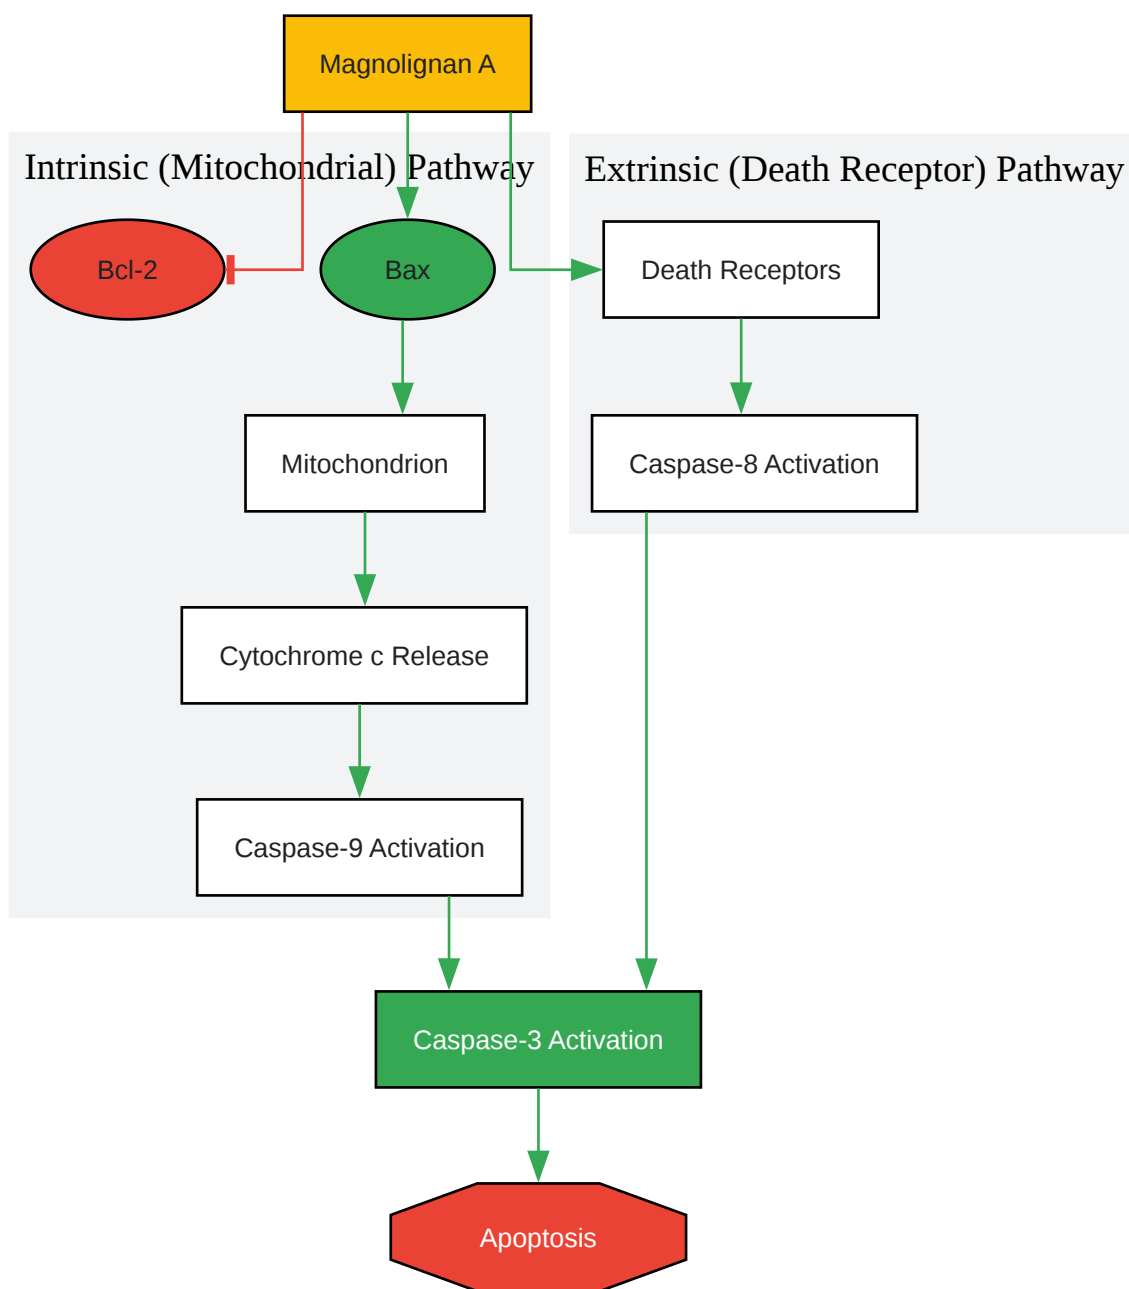 Magnolignan A
Intrinsic (Mitochondrial) Pathway
Extrinsic (Death Receptor) Pathway
Bcl-2
Bax
Death Receptors
Mitochondrion
Caspase-8 Activation
Cytochrome c Release
Caspase-9 Activation
Caspase-3 Activation
Apoptosis